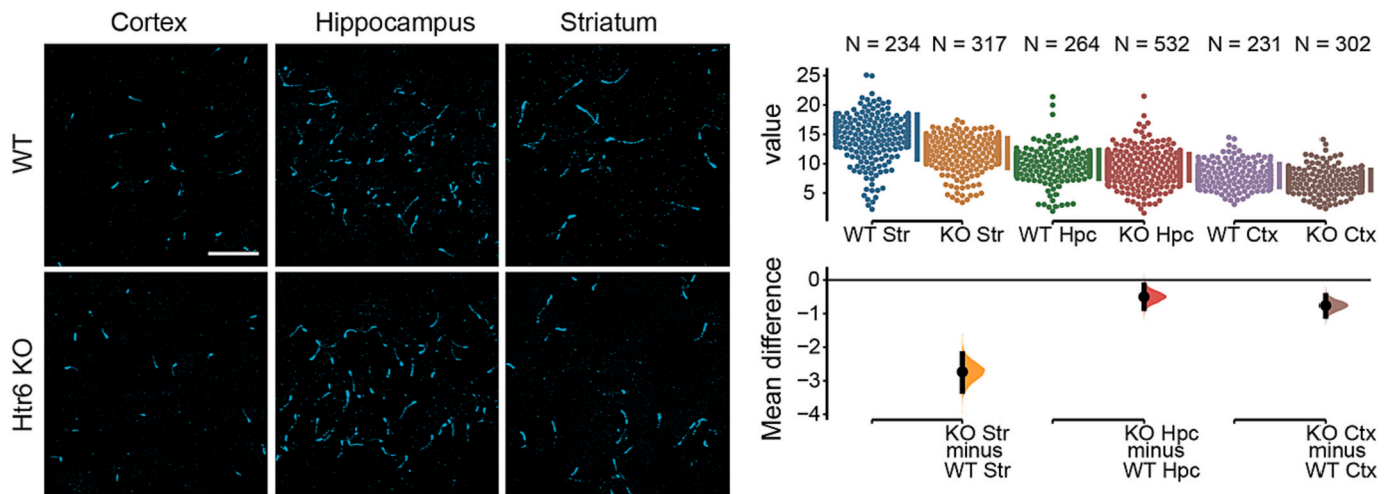 Cortex
Hippocampus
Striatum
WT
Htr6 KO
N = 234 N = 317 N = 264 N = 532 N = 231 N = 302
value
25
20
15
10
5
WT Str KO Str WT Hpc KO Hpc WT Ctx KO Ctx
Mean difference
0
−1
−2
−3
−4
KO Str
minus
WT Str
KO Hpc
minus
WT Hpc
KO Ctx
minus
WT Ctx